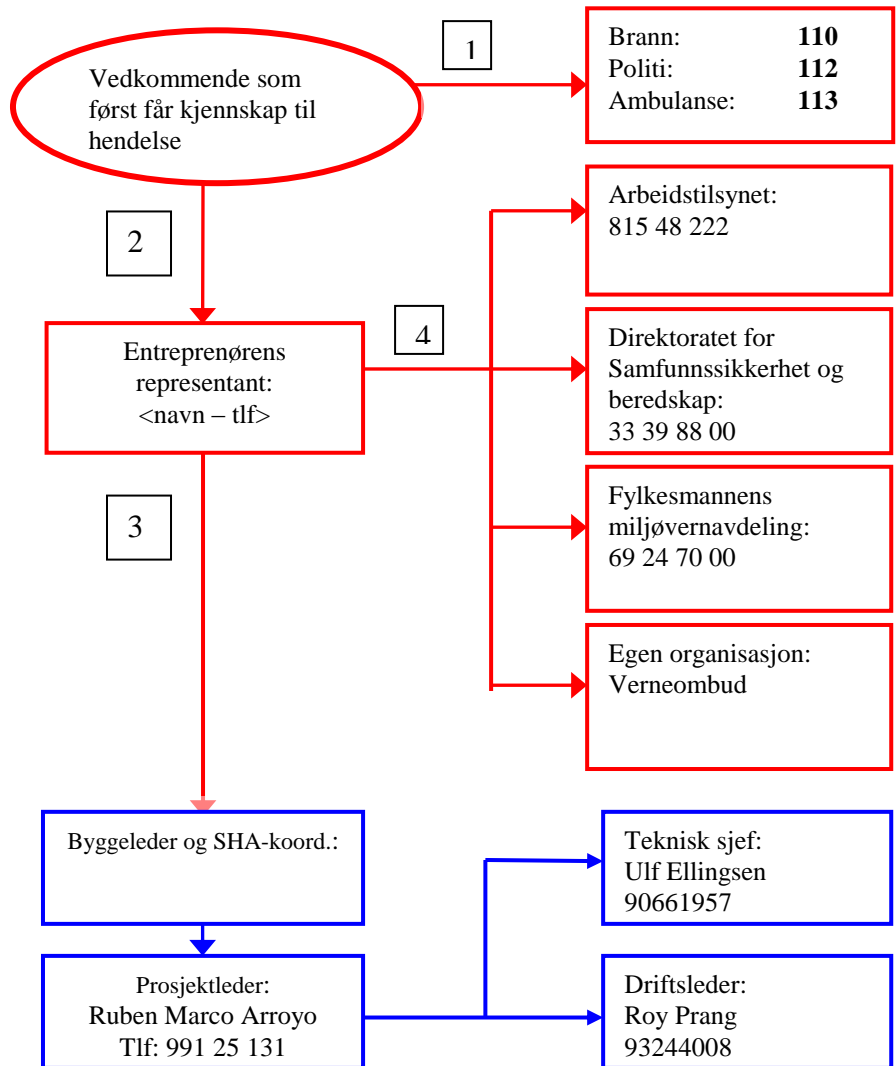 1
Brann: 110
Politi: 112
Ambulanse: 113
Vedkommende som
først får kjennskap til
hendelse
Arbeidstilsynet:
815 48 222
2
4
Entreprenørens
representant:
<navn – tlf>
Direktoratet for
Samfunnssikkerhet og
beredskap:
33 39 88 00
3
Fylkesmannens
miljøvernavdeling:
69 24 70 00
Egen organisasjon:
Verneombud
Byggeleder og SHA-koord.:
Teknisk sjef:
Ulf Ellingsen
90661957
Prosjektleder:
Ruben Marco Arroyo
Tlf: 991 25 131
Driftsleder:
Roy Prang
93244008